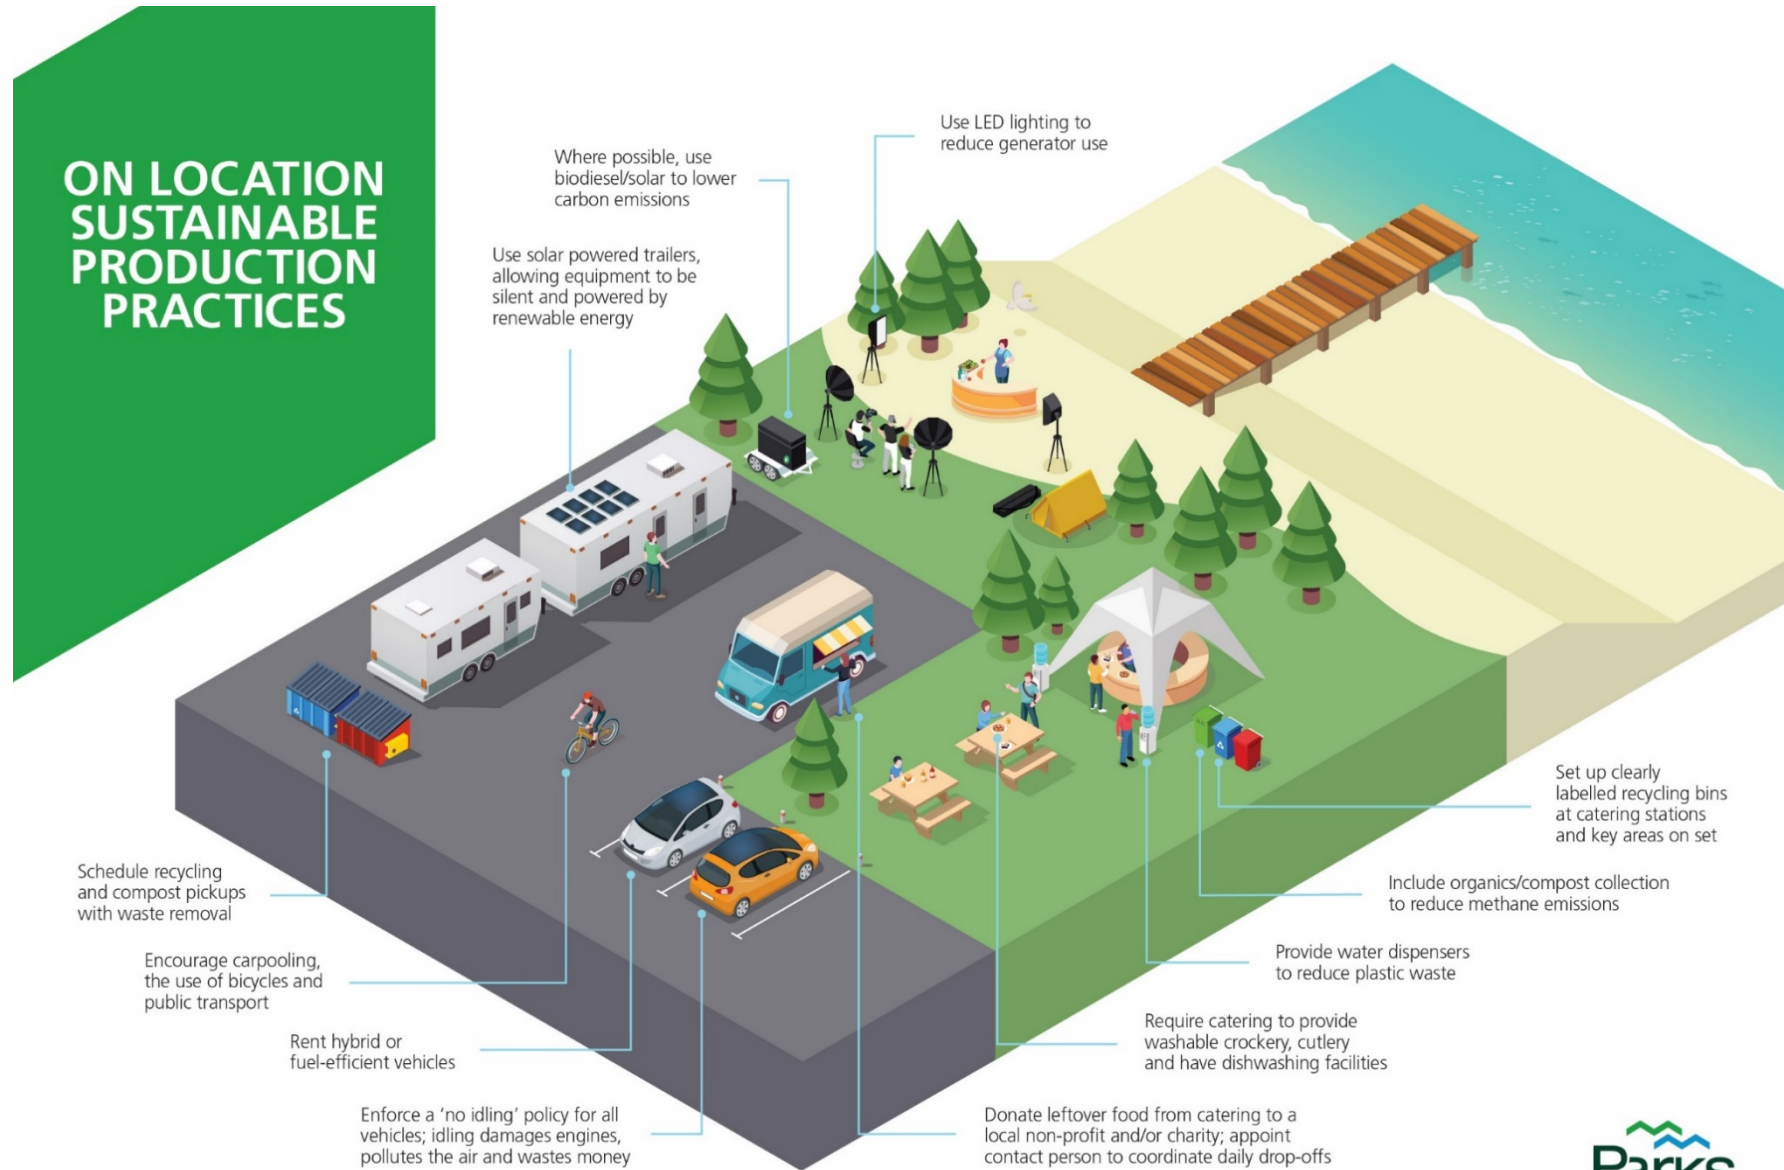 ON LOCATION
SUSTAINABLE
PRODUCTION
PRACTICES
Use LED lighting to
reduce generator use
Where possible, use
biodiesel/solar to lower
carbon emissions
Use solar powered trailers,
allowing equipment to be
silent and powered by
renewable energy
Schedule recycling
and compost pickups
with waste removal
Encourage carpooling,
the use of bicycles and
public transport
Rent hybrid or
fuel-efficient vehicles
Enforce a ‘no idling’ policy for all
vehicles; idling damages engines,
pollutes the air and wastes money
Set up clearly
labelled recycling bins
at catering stations
and key areas on set
Include organics/compost collection
to reduce methane emissions
Provide water dispensers
to reduce plastic waste
Require catering to provide
washable crockery, cutlery
and have dishwashing facilities
Donate leftover food from catering to a
local non-profit and/or charity; appoint
contact person to coordinate daily drop-offs
Parks